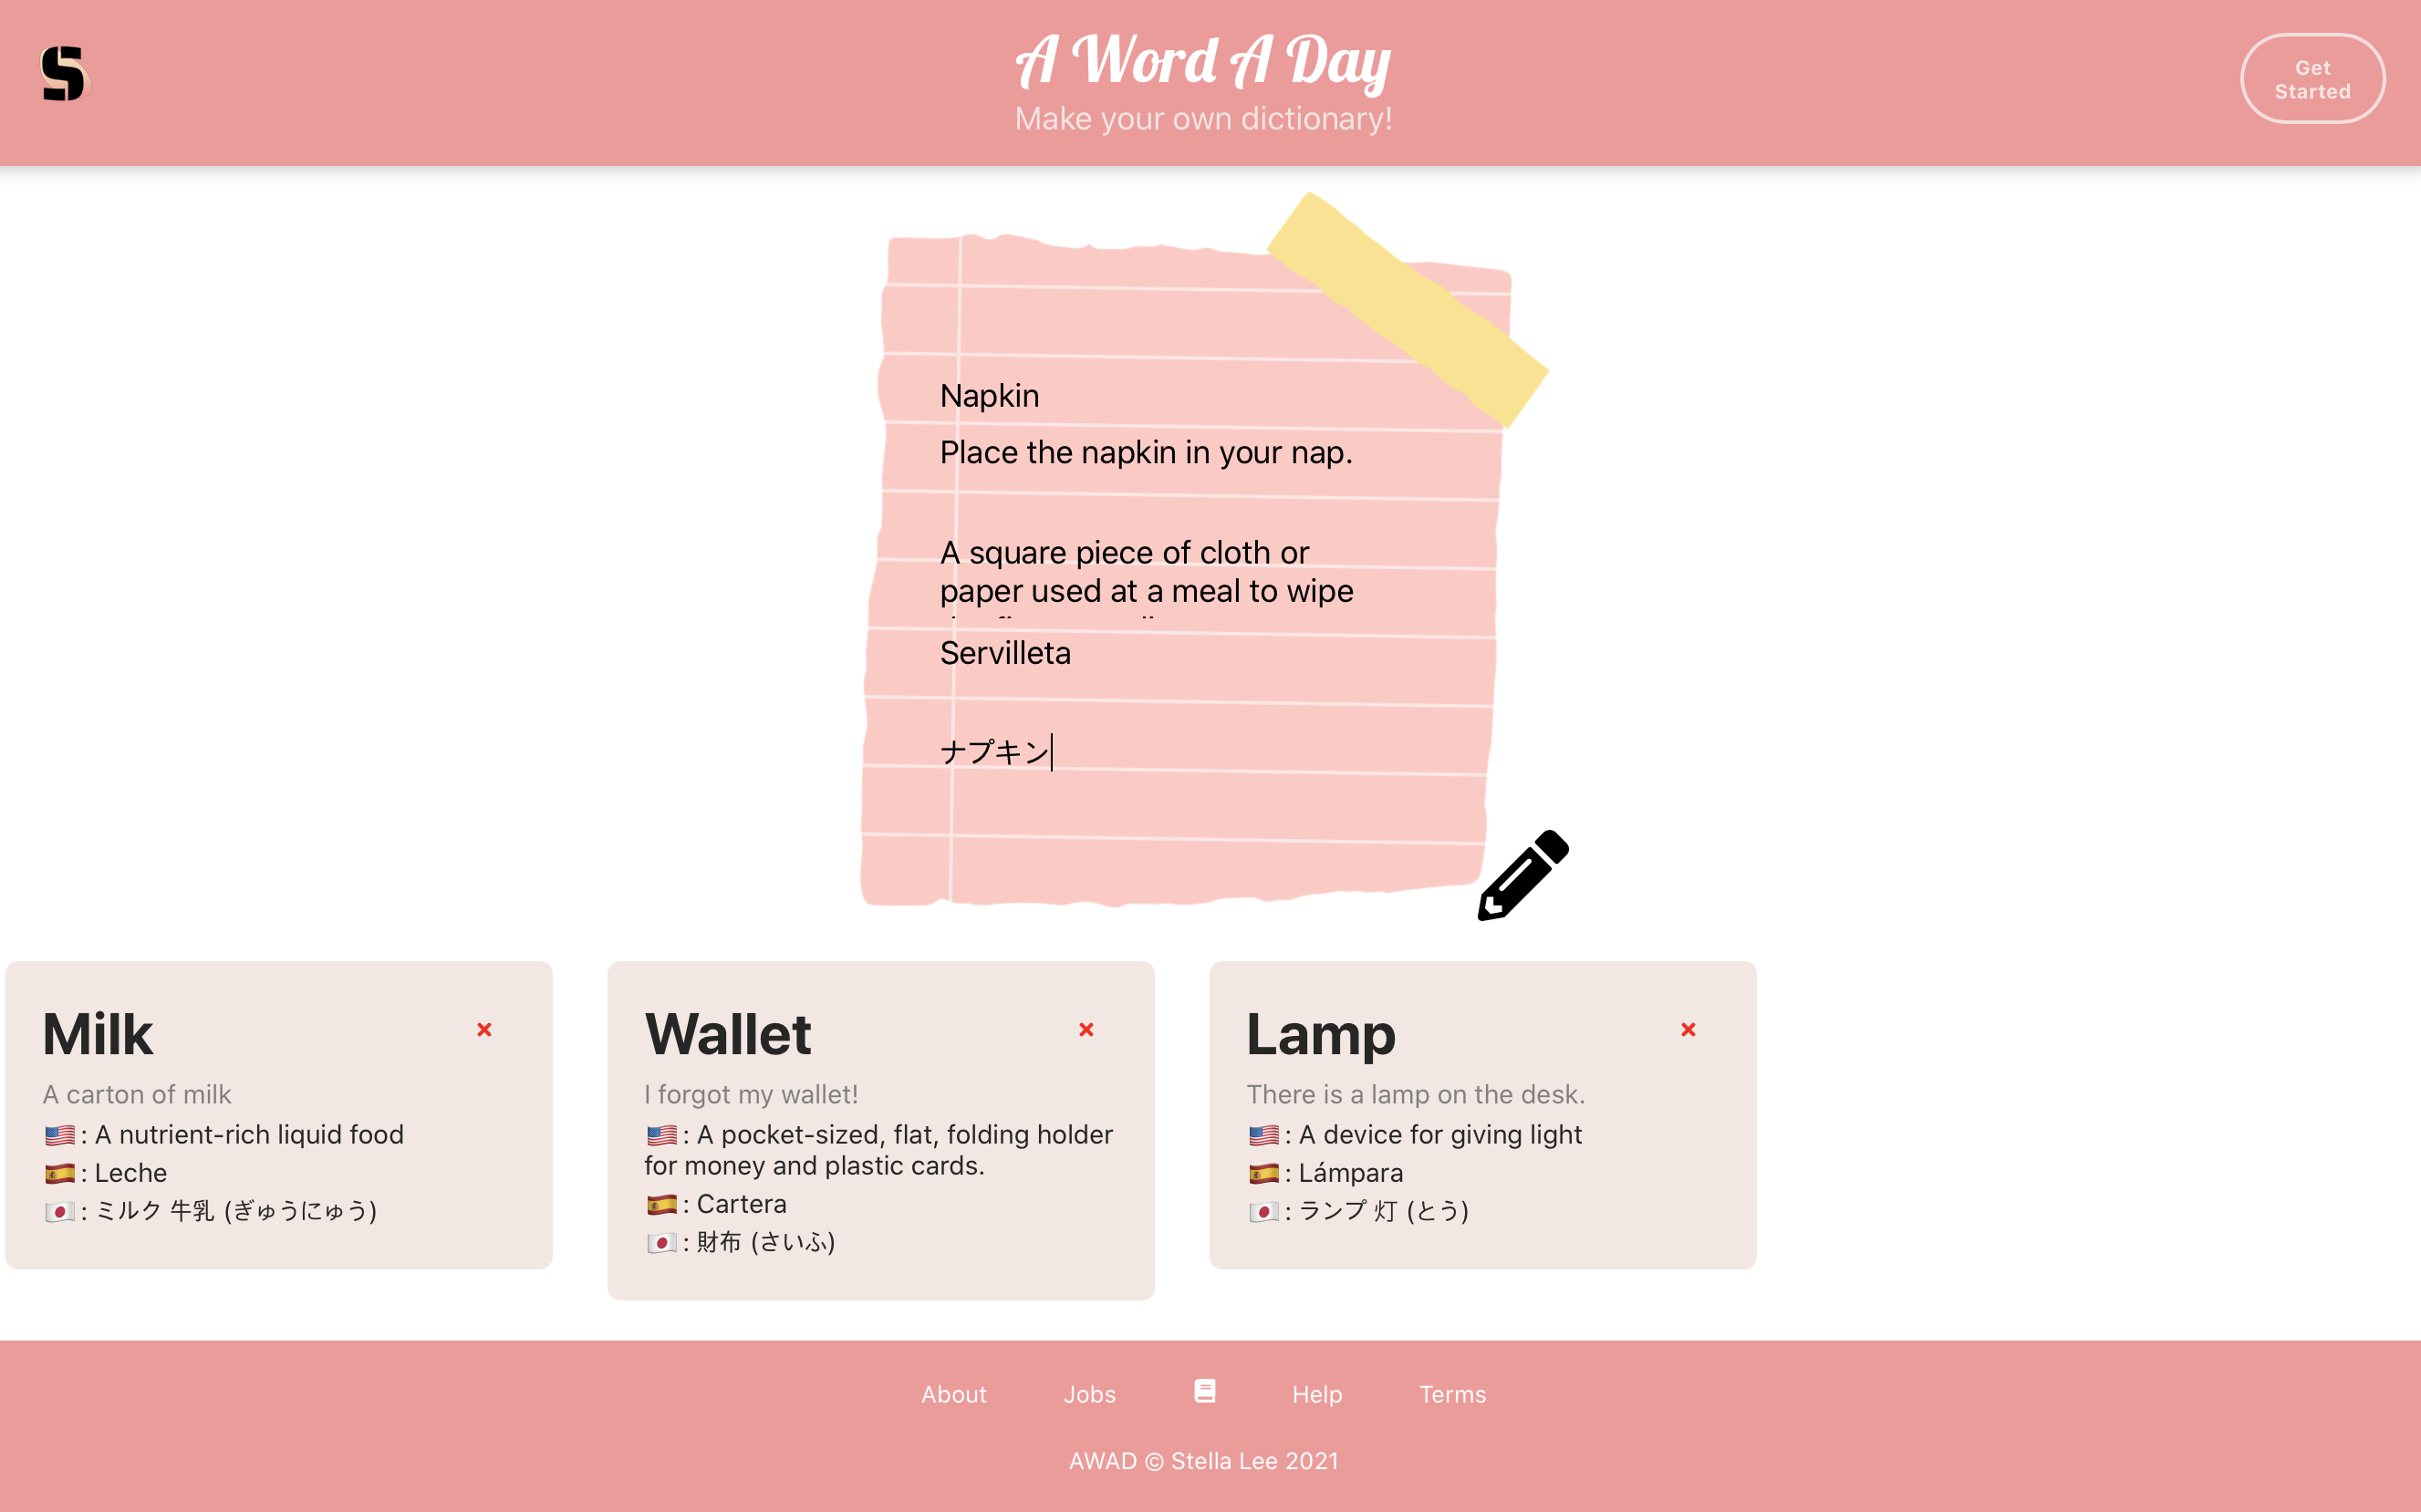 S
A Word A Day
Make your own dictionary!
Get
Started
Napkin
Place the napkin in your nap.
A square piece of cloth or
paper used at a meal to wipe
Servilleta
ナプキン
Milk
A carton of milk
🇺🇸 : A nutrient-rich liquid food
🇪🇸 : Leche
🇯🇵 : ミルク 牛乳 (ぎゅうにゅう)
Wallet
I forgot my wallet!
🇺🇸 : A pocket-sized, flat, folding holder
for money and plastic cards.
🇪🇸 : Cartera
🇯🇵 : 財布 (さいふ)
Lamp
There is a lamp on the desk.
🇺🇸 : A device for giving light
🇪🇸 : Lámpara
🇯🇵 : ランプ 灯 (とう)
About Jobs Help Terms
AWAD © Stella Lee 2021